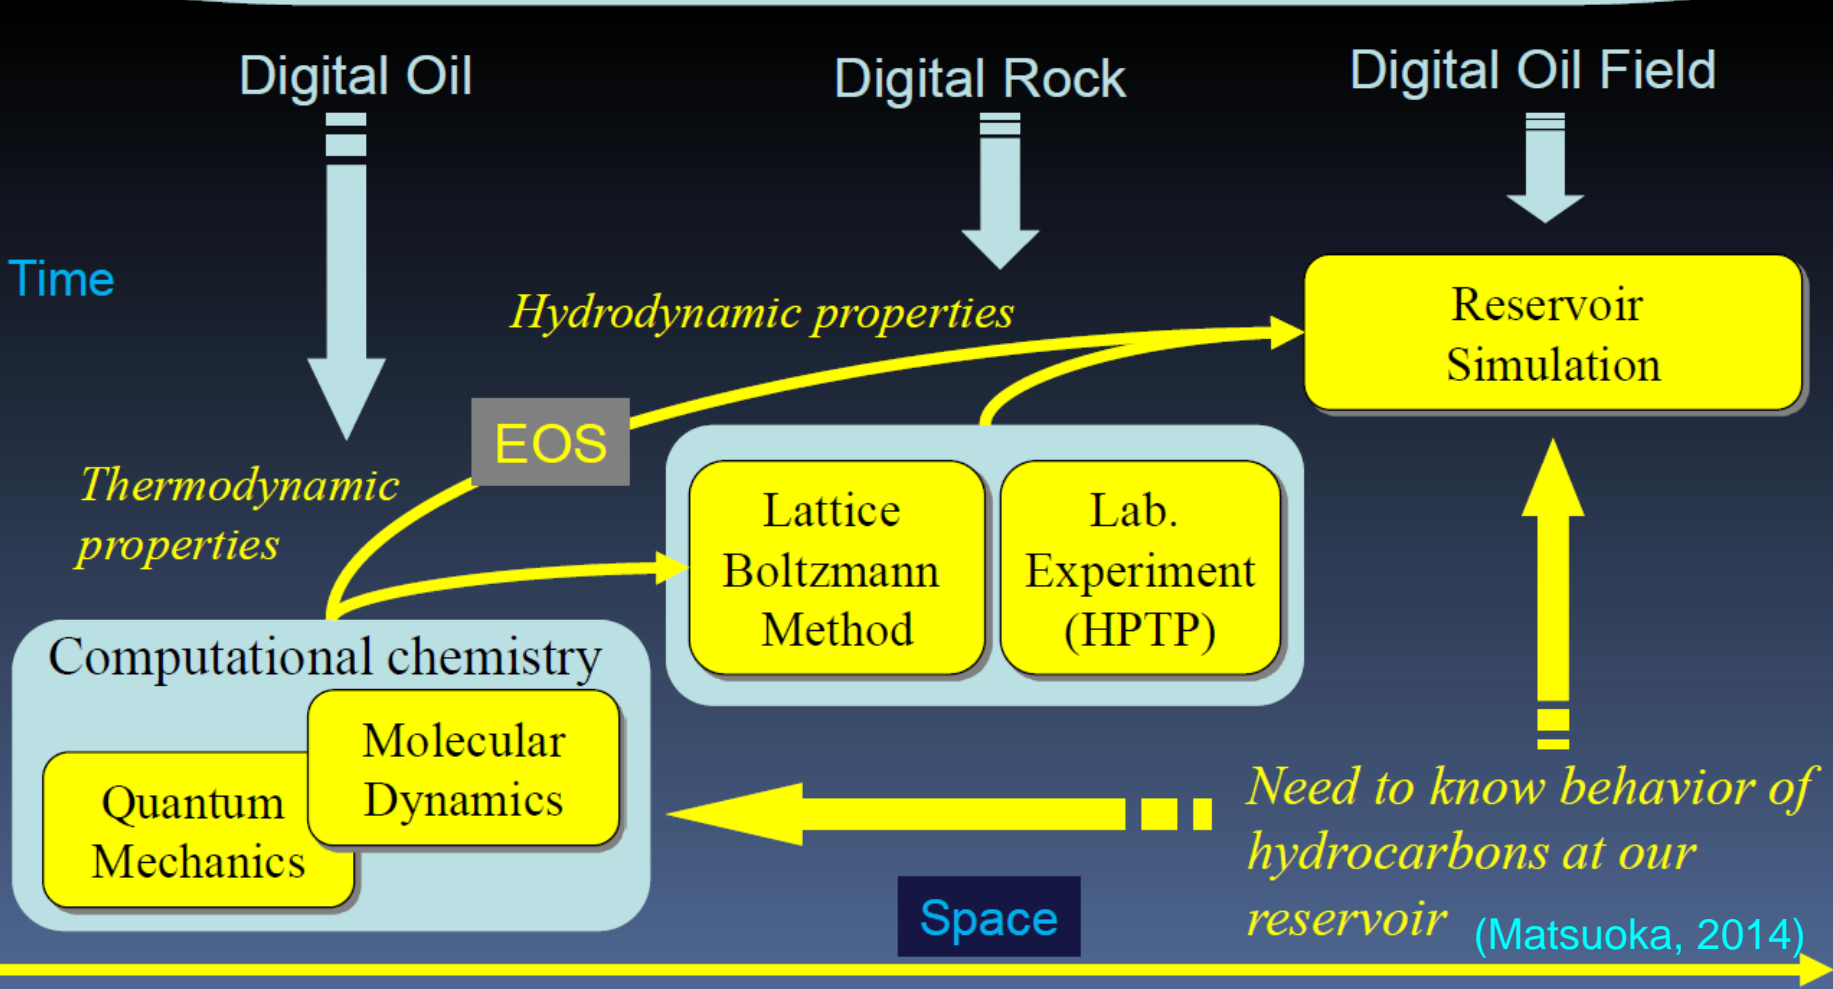 Digital Oil
Digital Rock
Digital Oil Field
Time
Hydrodynamic properties
Reservoir
Simulation
EOS
Thermodynamic
properties
Lattice
Boltzmann
Method
Lab.
Experiment
(HPTP)
Computational chemistry
Molecular
Dynamics
Quantum
Mechanics
Need to know behavior of
hydrocarbons at our
reservoir
Space
(Matsuoka, 2014)